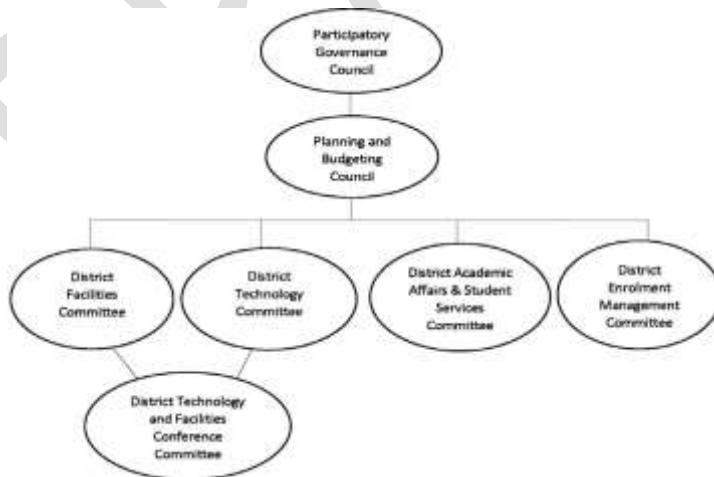 Participatory
Governance
Council
Planning and
Budgeting
Council
District
Facilities
Committee
District
Technology
Committee
District Academic
Affairs & Student
Services
Committee
District
Enrolment
Management
Committee
District Technology
and Facilities
Conference
Committee